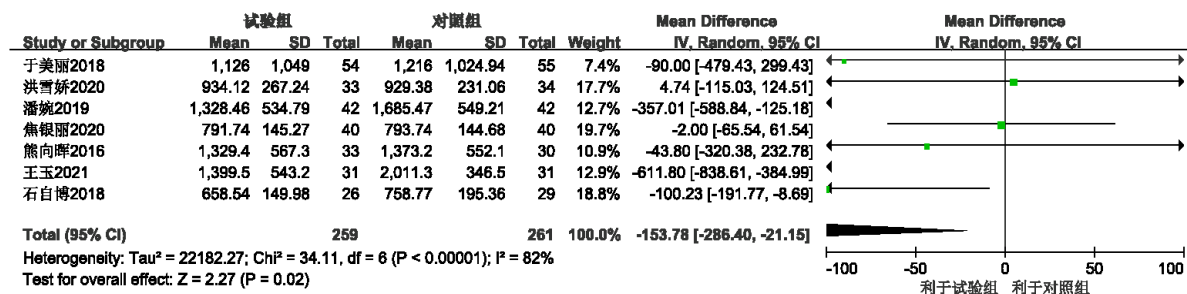 试验组 对照组 Mean Difference Mean Difference
Study or Subgroup Mean SD Total Mean SD Total Weight IV, Random, 95% CI IV, Random, 95% CI
于美丽2018 1,126 1,049 54 1,216 1,024.94 55 7.4% -90.00 [-479.43, 299.43]
洪雪娇2020 934.12 267.24 33 929.38 231.06 34 17.7% 4.74 [-115.03, 124.51]
潘婉2019 1,328.46 534.79 42 1,685.47 549.21 42 12.7% -357.01 [-588.84, -125.18]
焦银丽2020 791.74 145.27 40 793.74 144.68 40 19.7% -2.00 [-65.54, 61.54]
熊向晖2016 1,329.4 567.3 33 1,373.2 552.1 30 10.9% -43.80 [-320.38, 232.78]
王玉2021 1,399.5 543.2 31 2,011.3 346.5 31 12.9% -611.80 [-838.61, -384.99]
石自博2018 658.54 149.98 26 758.77 195.36 29 18.8% -100.23 [-191.77, -8.69]
Total (95% CI) 259 261 100.0% -153.78 [-286.40, -21.15]
Heterogeneity: Tau² = 22182.27; Chi² = 34.11, df = 6 (P < 0.00001); I² = 82%
Test for overall effect: Z = 2.27 (P = 0.02)
-100 -50 0 50 100
利于试验组 利于对照组